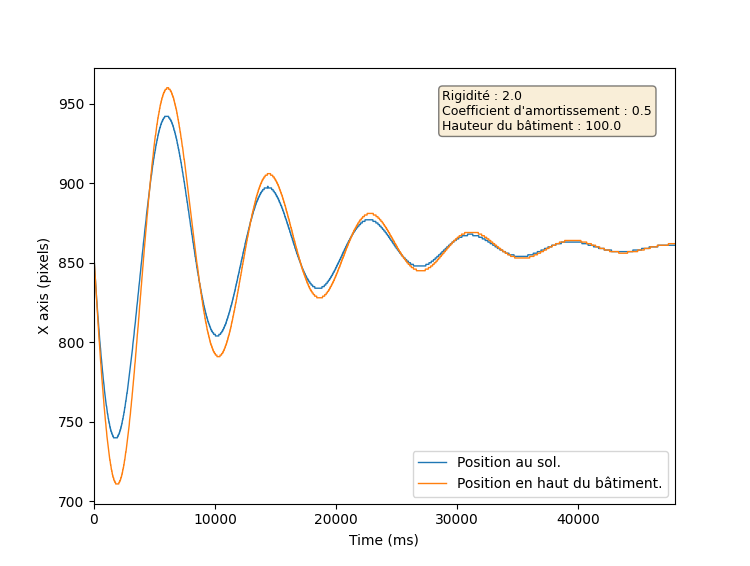 950
900
850
800
750
700
X axis (pixels)
Rigidité : 2.0
Coefficient d'amortissement : 0.5
Hauteur du bâtiment : 100.0
Position au sol.
Position en haut du bâtiment.
0 10000 20000 30000 40000
Time (ms)